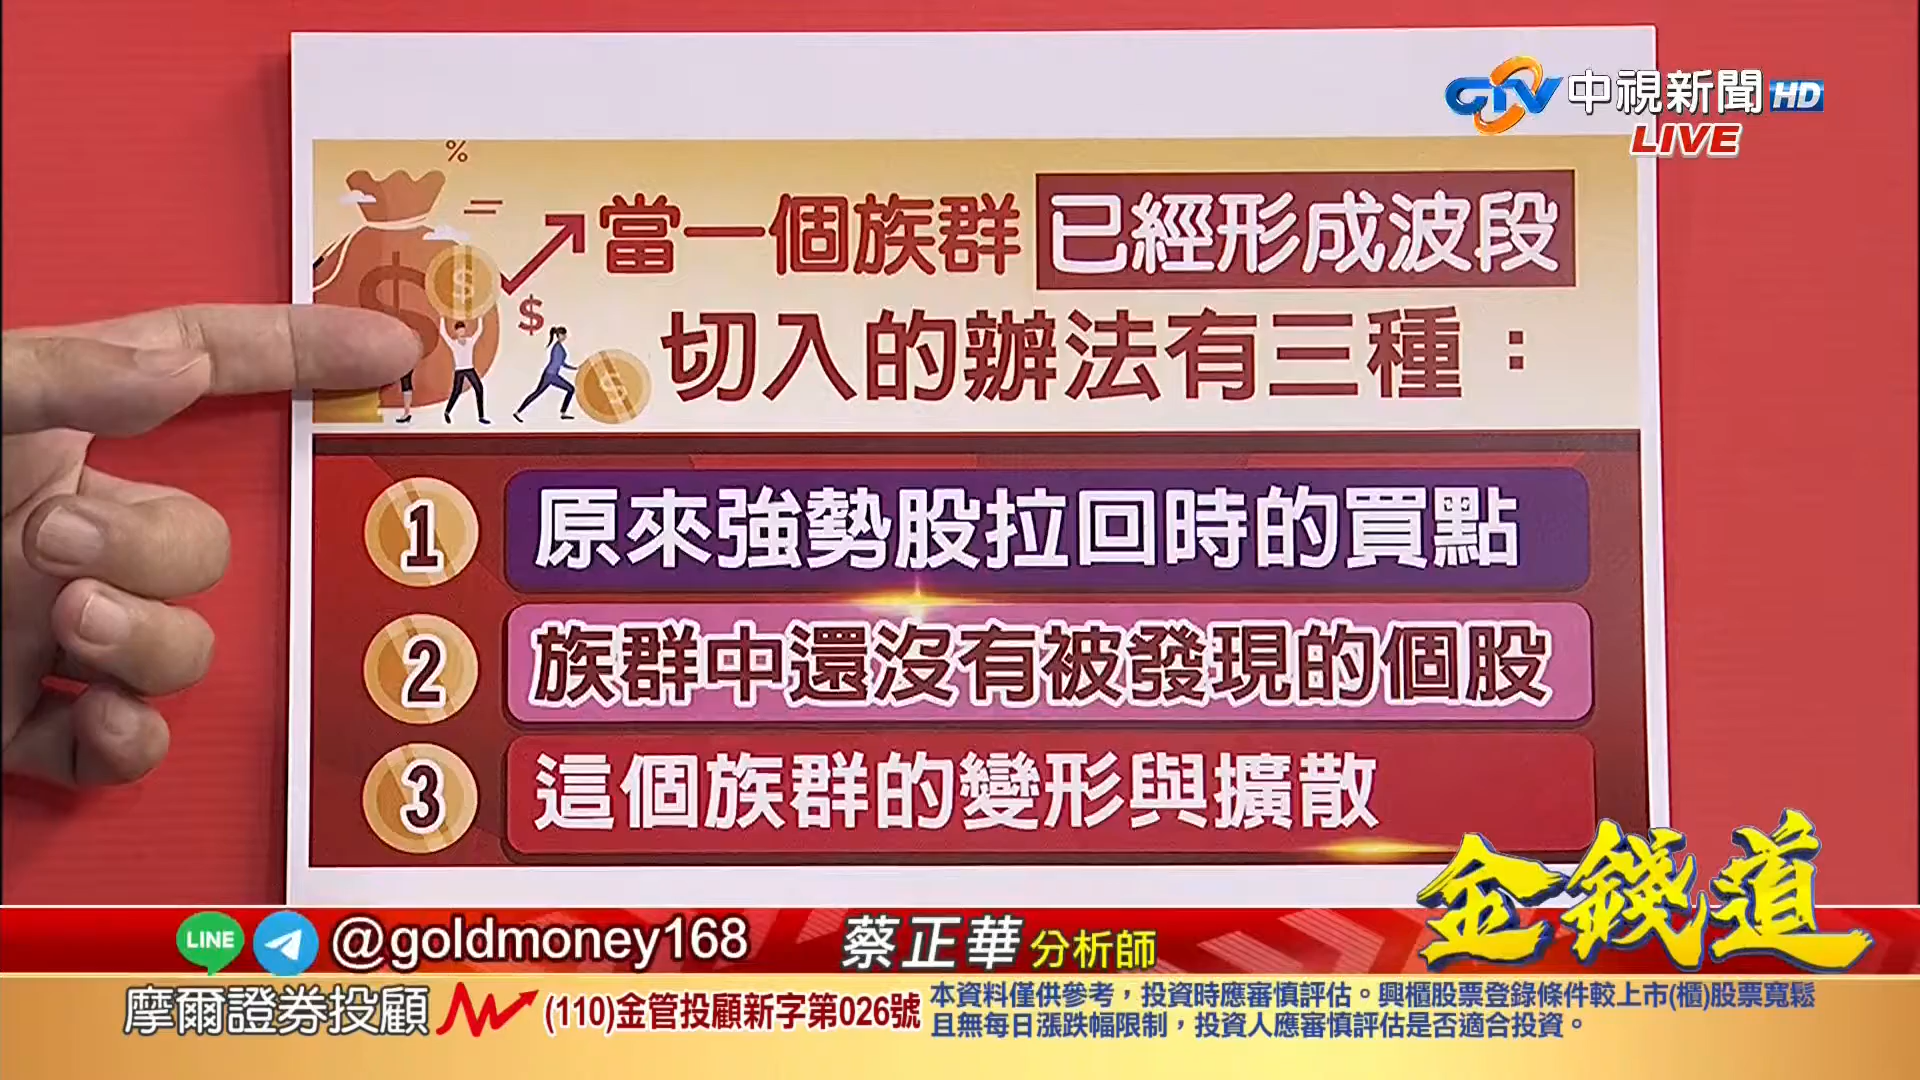 CTV 中視新聞 HD
LIVE
%
當一個族群 已經形成波段
切入的辦法有三種：
$
$
$
$
1 原來強勢股拉回時的買點
2 族群中還沒有被發現的個股
3 這個族群的變形與擴散
金錢道
LINE @goldmoney168 蔡正華 分析師
摩爾證券投顧 (110)金管投顧新字第026號
本資料僅供參考，投資時應審慎評估。興櫃股票登錄條件較上市(櫃)股票寬鬆
且無每日漲跌幅限制，投資人應審慎評估是否適合投資。